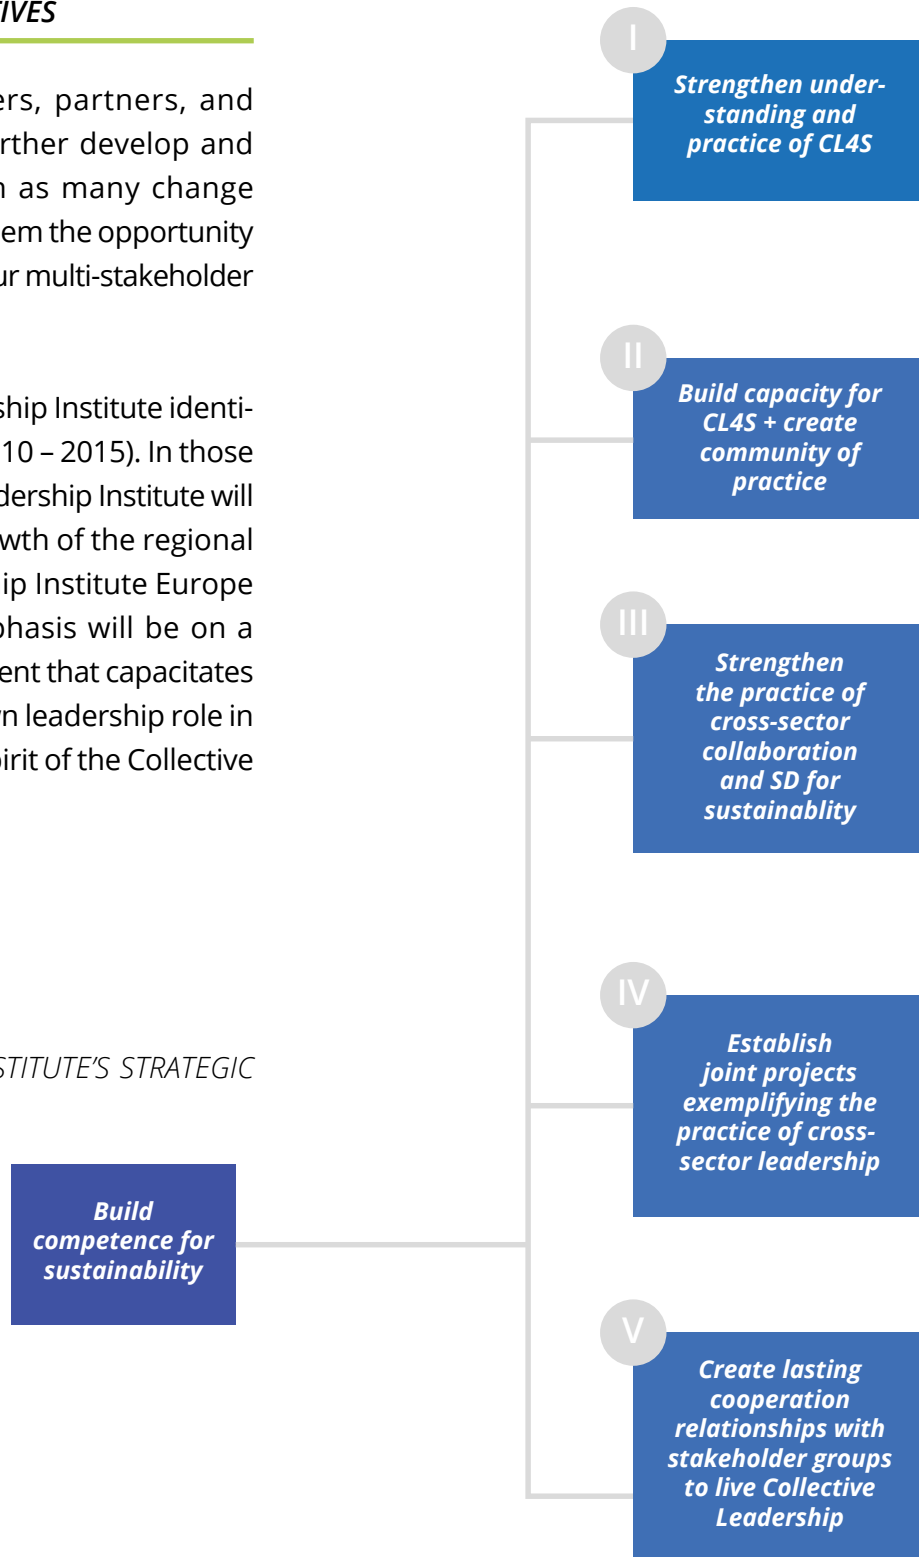 TIVES
ers, partners, and
rther develop and
n as many change
em the opportunity
ur multi-stakeholder
ship Institute identi-
10 – 2015). In those
dership Institute will
wth of the regional
ip Institute Europe
phasis will be on a
ent that capacitates
n leadership role in
pirit of the Collective
STITUTE'S STRATEGIC
Build
competence for
sustainability
I
Strengthen under-
standing and
practice of CL4S
II
Build capacity for
CL4S + create
community of
practice
III
Strengthen
the practice of
cross-sector
collaboration
and SD for
sustainablity
IV
Establish
joint projects
exemplifying the
practice of cross-
sector leadership
V
Create lasting
cooperation
relationships with
stakeholder groups
to live Collective
Leadership